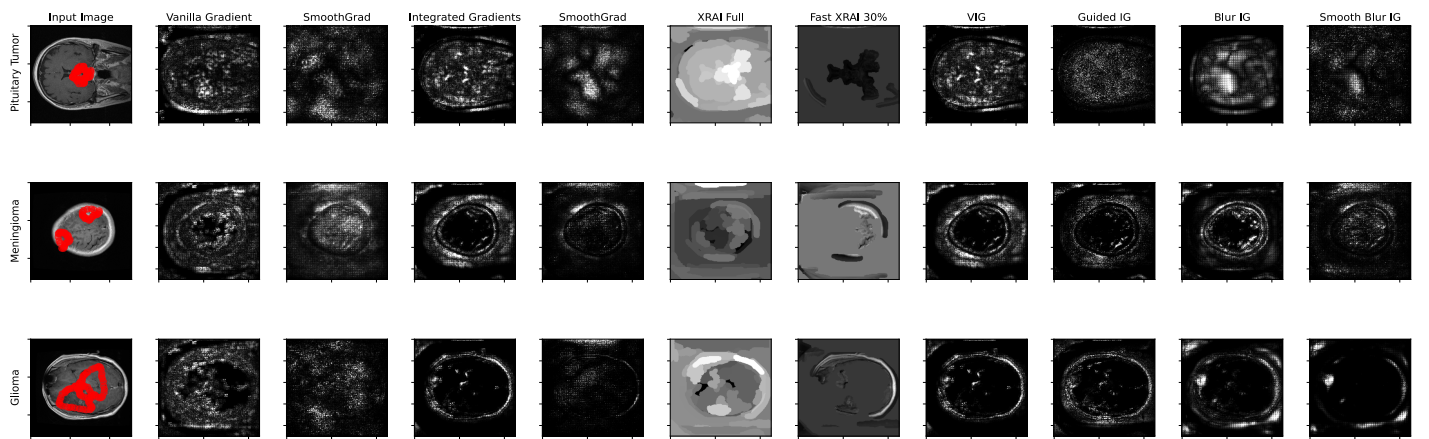 Input Image Vanilla Gradient SmoothGrad Integrated Gradients SmoothGrad XRAI Full Fast XRAI 30% VIG Guided IG Blur IG Smooth Blur IG
Pituitary Tumor
Meningioma
Glioma